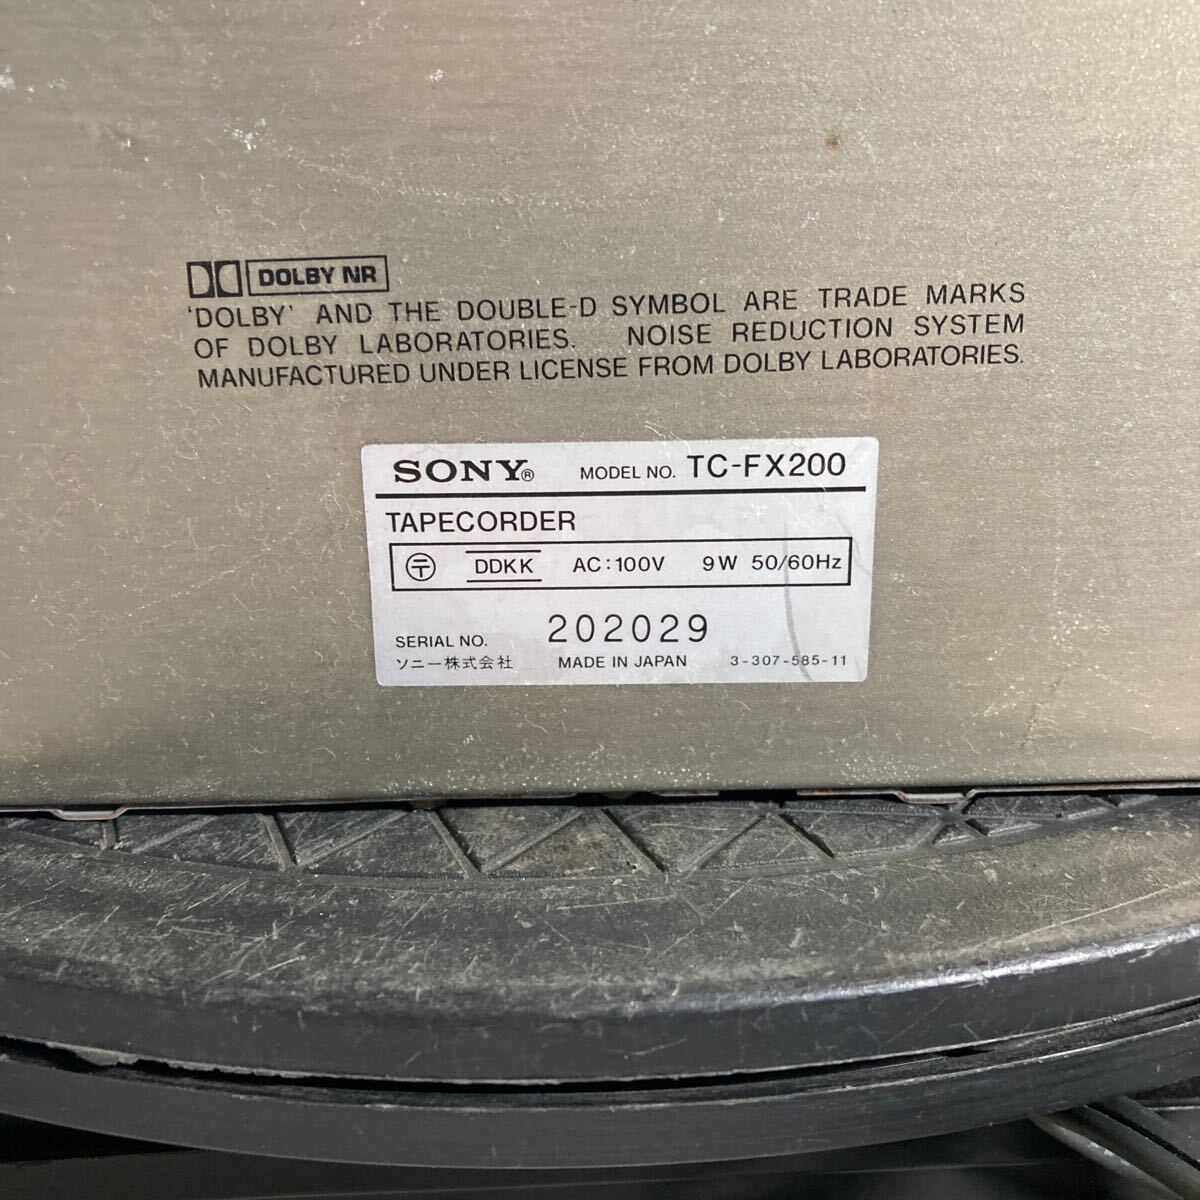 DOLBY NR
'DOLBY' AND THE DOUBLE-D SYMBOL ARE TRADE MARKS
OF DOLBY LABORATORIES. NOISE REDUCTION SYSTEM
MANUFACTURED UNDER LICENSE FROM DOLBY LABORATORIES.
SONY® MODEL NO. TC-FX200
TAPECORDER
〶 DDKK AC:100V 9W 50/60Hz
SERIAL NO. 202029
ソニー株式会社 MADE IN JAPAN 3-307-585-11